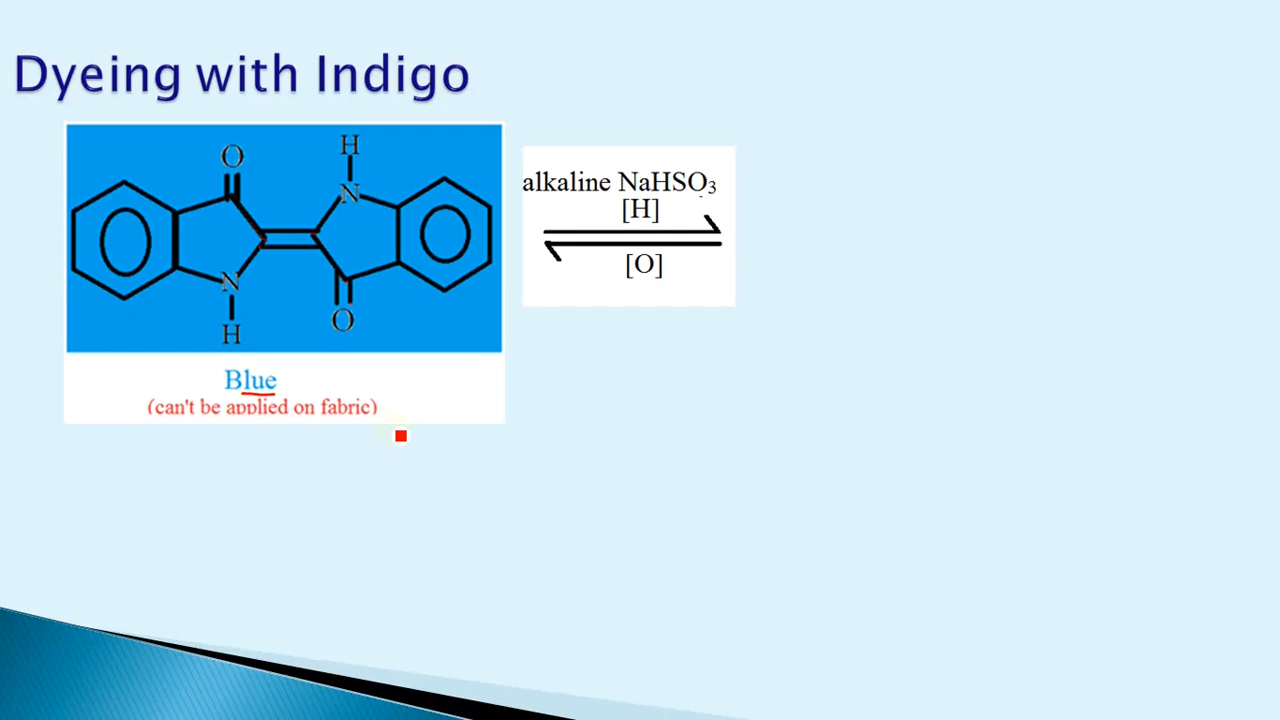 Dyeing with Indigo
O
H
N
N
H
O
Blue
(can't be applied on fabric)
alkaline NaHSO₃
[H]
[O]